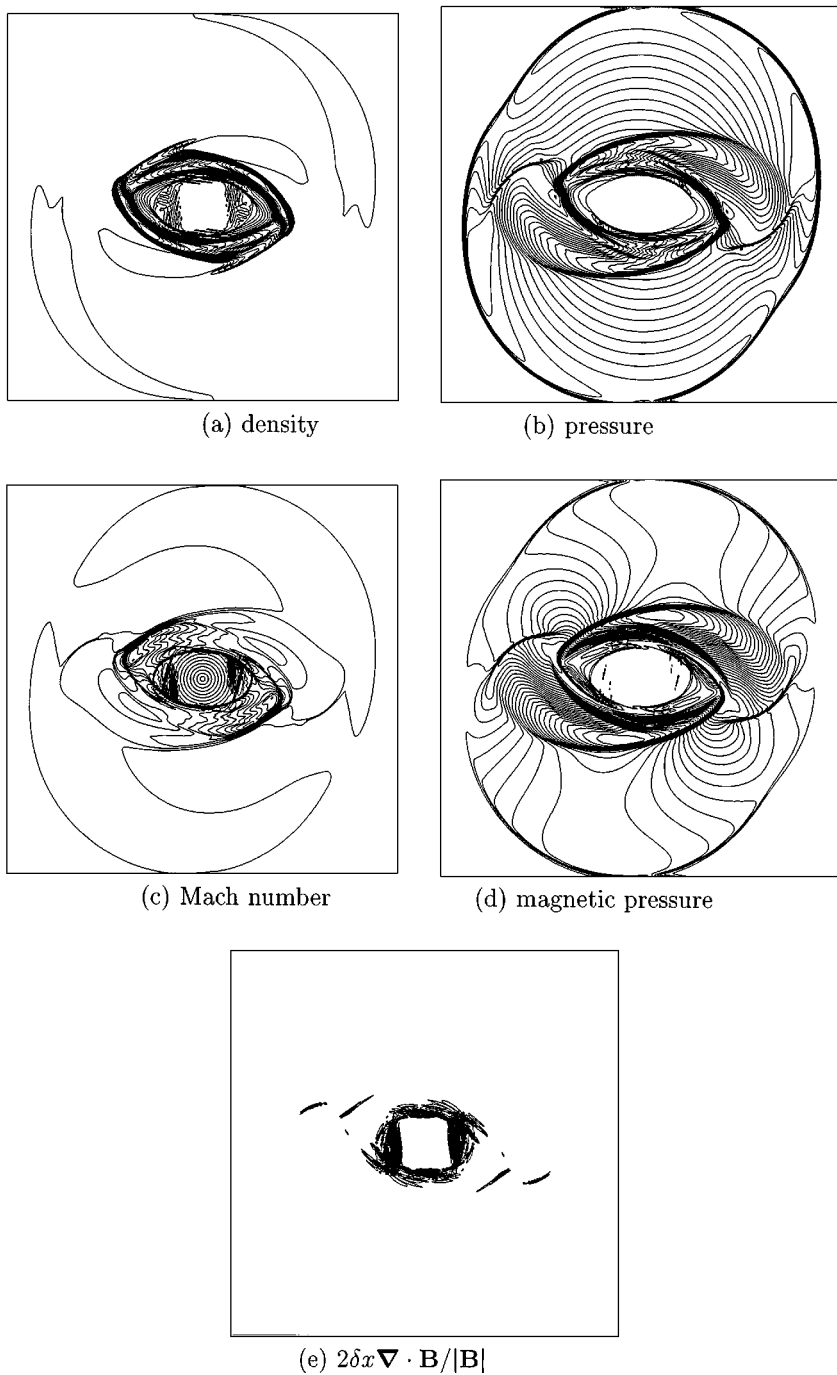 (a) density
(b) pressure
(c) Mach number
(d) magnetic pressure
(e) 2δx∇ · B/|B|